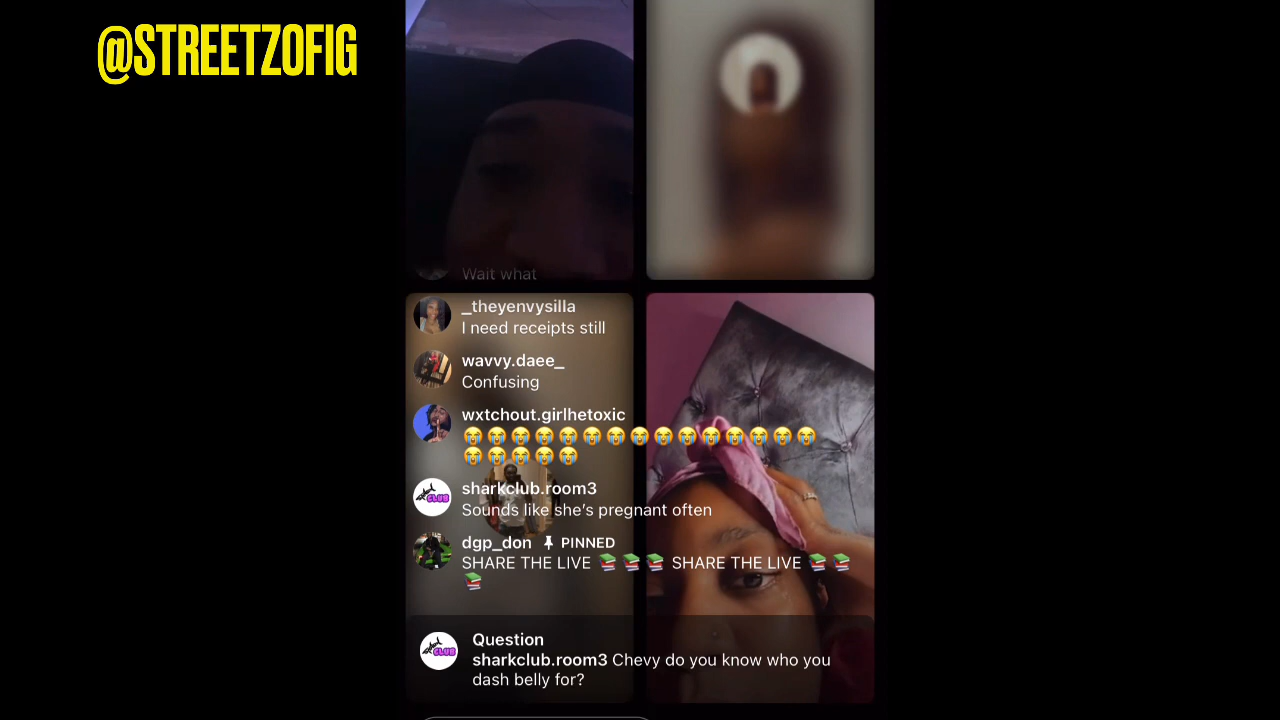 @STREETZOFIG
Wait what
_theyenvysilla
I need receipts still
wavvy.daee_
Confusing
wxtchout.girlhetoxic
😭😭😭😭😭😭😭😭😭😭😭😭😭😭😭
😭😭😭😭😭
sharkclub.room3
Sounds like she's pregnant often
dgp_don PINNED
SHARE THE LIVE 📚📚📚 SHARE THE LIVE 📚📚
📚
Question
sharkclub.room3 Chevy do you know who you
dash belly for?
CLUB
CLUB